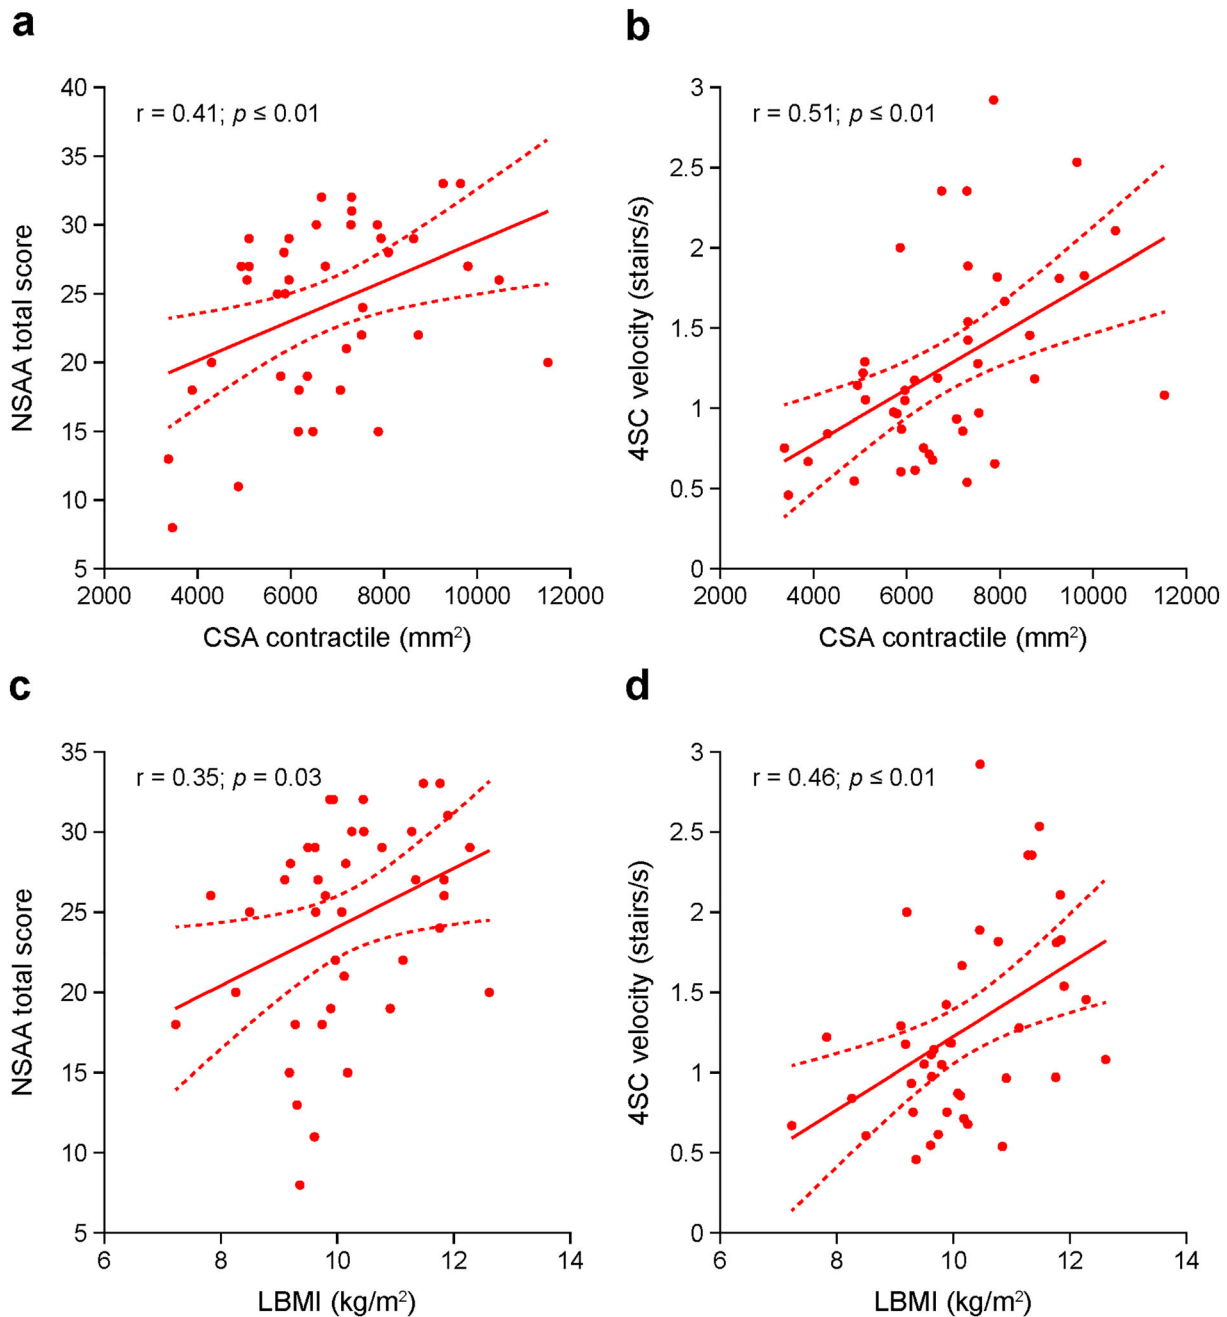 a
r = 0.41; p ≤ 0.01
NSAA total score
40
35
30
25
20
15
10
5
2000 4000 6000 8000 10000 12000
CSA contractile (mm²)
b
r = 0.51; p ≤ 0.01
4SC velocity (stairs/s)
3
2.5
2
1.5
1
0.5
0
2000 4000 6000 8000 10000 12000
CSA contractile (mm²)
c
r = 0.35; p = 0.03
NSAA total score
35
30
25
20
15
10
5
6 8 10 12 14
LBMI (kg/m²)
d
r = 0.46; p ≤ 0.01
4SC velocity (stairs/s)
3
2.5
2
1.5
1
0.5
0
6 8 10 12 14
LBMI (kg/m²)